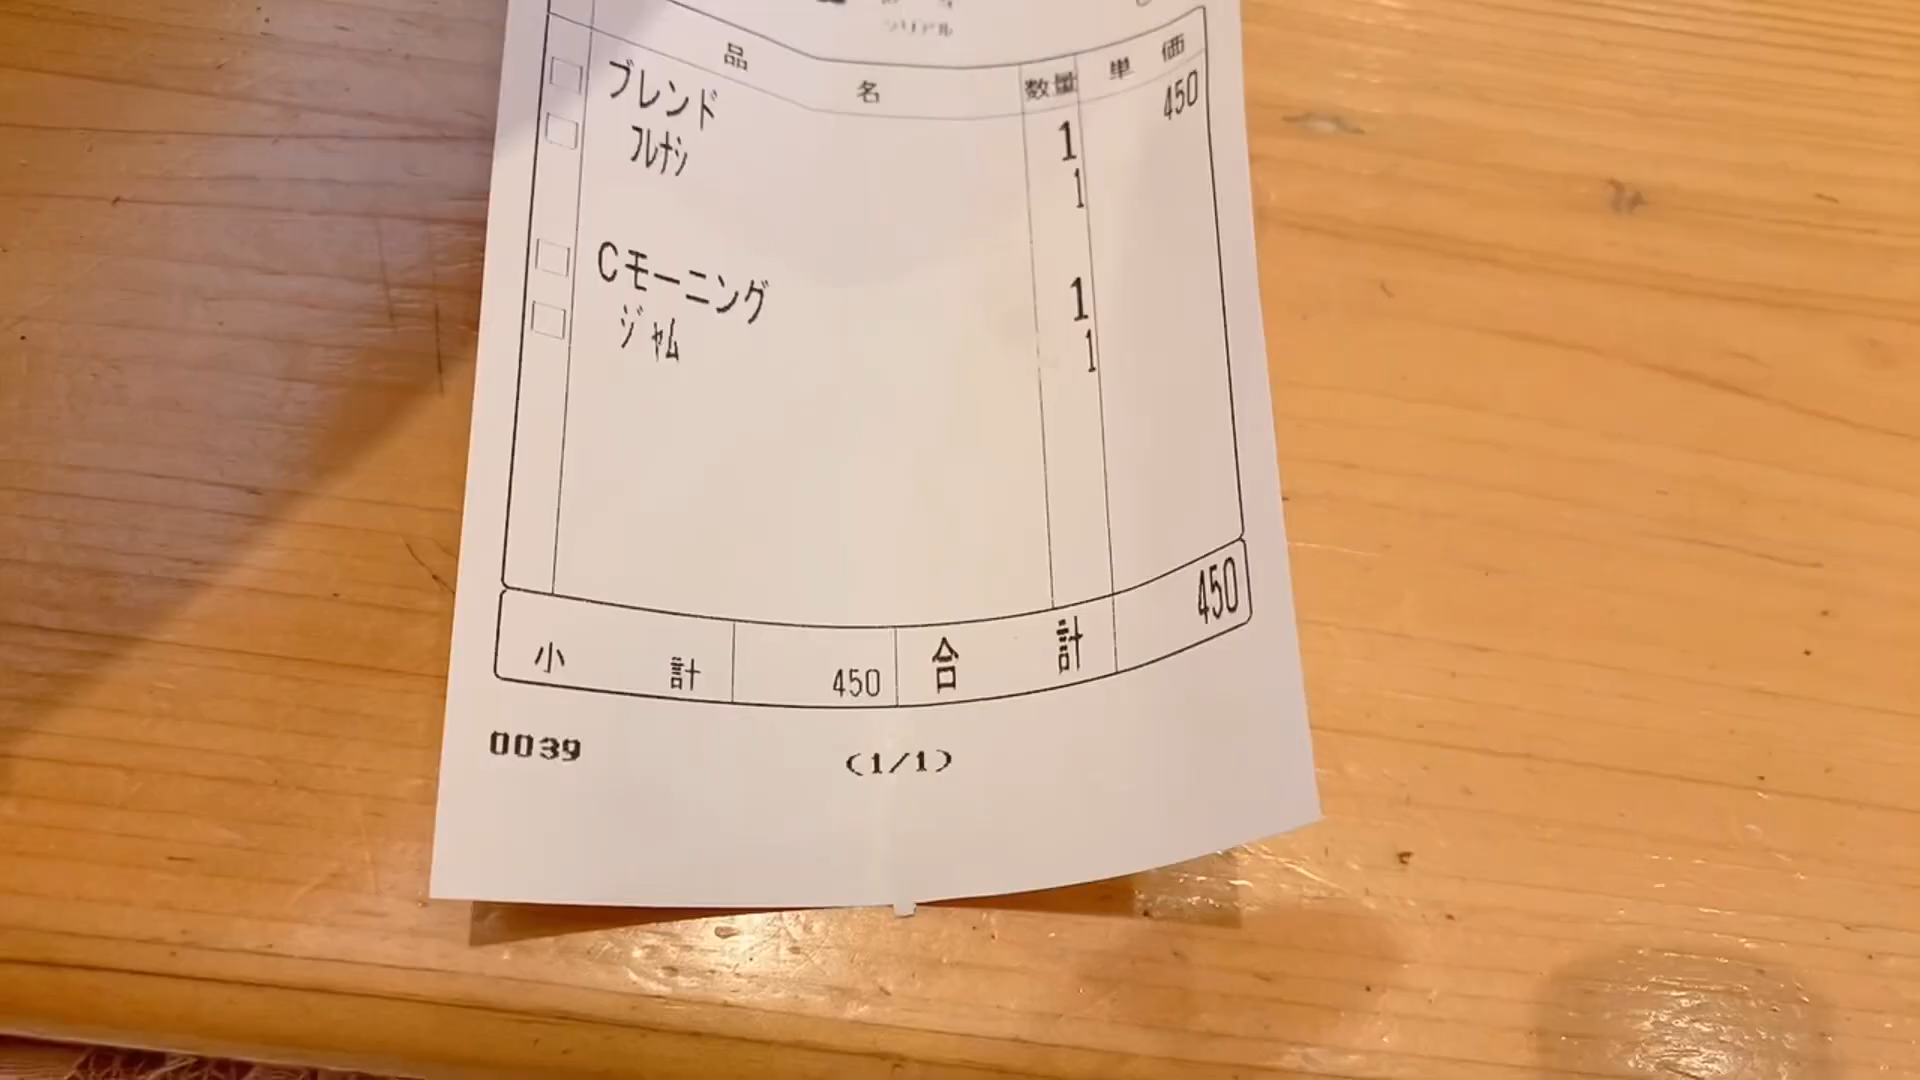 品 名 数量 単 価
ブレンド 1 450
ﾌﾚﾅｼ 1
Cモーニング 1
ｼﾞｬﾑ 1
小 計 450 合 計 450
0039 (1/1)